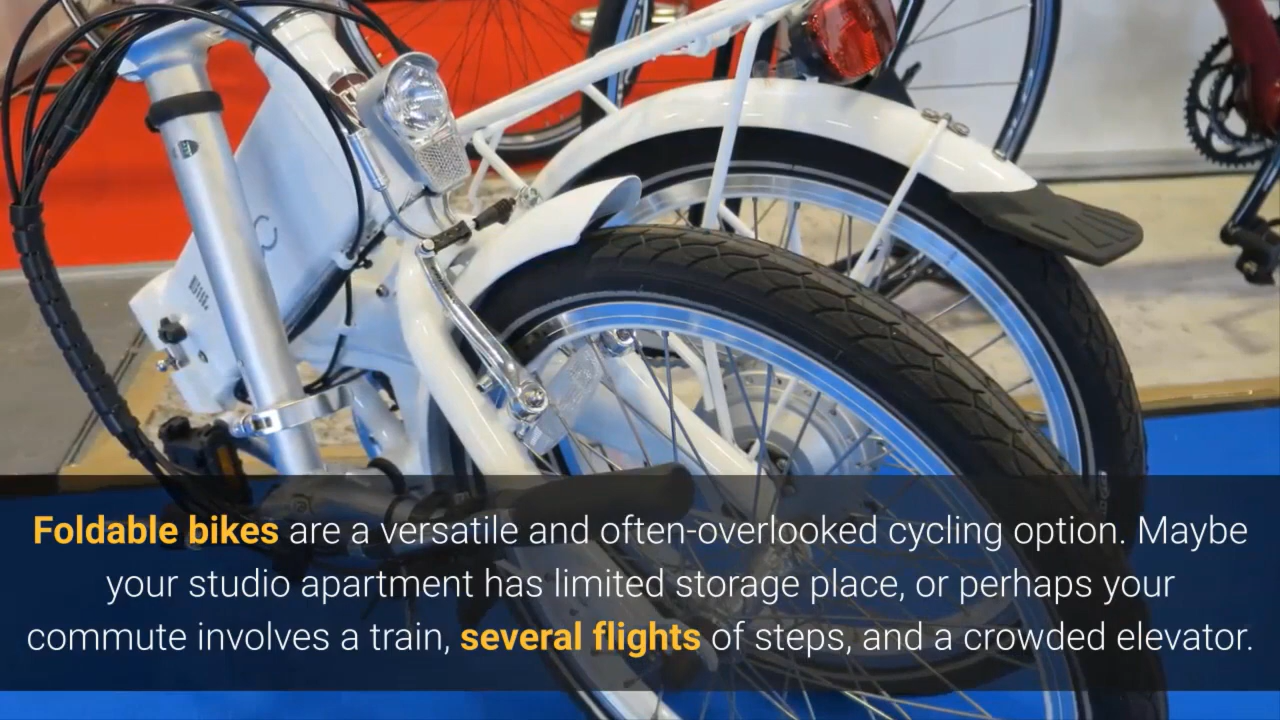 Foldable bikes are a versatile and often-overlooked cycling option. Maybe
your studio apartment has limited storage place, or perhaps your
commute involves a train, several flights of steps, and a crowded elevator.